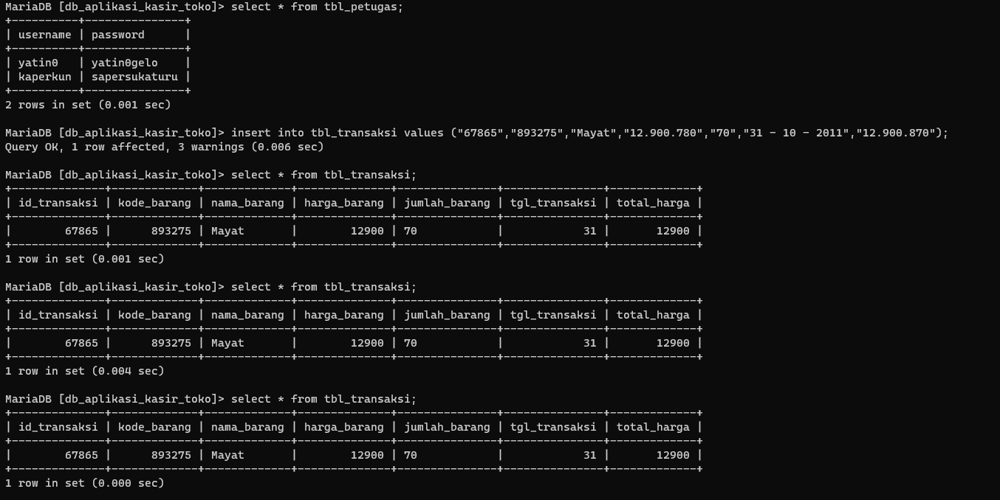 MariaDB [db_aplikasi_kasir_toko]> select * from tbl_petugas;
+----------+---------------+
| username | password      |
+----------+---------------+
| yatin0   | yatin0gelo    |
| kaperkun | sapersukaturu |
+----------+---------------+
2 rows in set (0.001 sec)

MariaDB [db_aplikasi_kasir_toko]> insert into tbl_transaksi values ("67865","893275","Mayat","12.900.780","70","31 - 10 - 2011","12.900.870");
Query OK, 1 row affected, 3 warnings (0.006 sec)

MariaDB [db_aplikasi_kasir_toko]> select * from tbl_transaksi;
+--------------+-------------+-------------+--------------+---------------+---------------+-------------+
| id_transaksi | kode_barang | nama_barang | harga_barang | jumlah_barang | tgl_transaksi | total_harga |
+--------------+-------------+-------------+--------------+---------------+---------------+-------------+
|        67865 |      893275 | Mayat       |        12900 | 70            |            31 |       12900 |
+--------------+-------------+-------------+--------------+---------------+---------------+-------------+
1 row in set (0.001 sec)

MariaDB [db_aplikasi_kasir_toko]> select * from tbl_transaksi;
+--------------+-------------+-------------+--------------+---------------+---------------+-------------+
| id_transaksi | kode_barang | nama_barang | harga_barang | jumlah_barang | tgl_transaksi | total_harga |
+--------------+-------------+-------------+--------------+---------------+---------------+-------------+
|        67865 |      893275 | Mayat       |        12900 | 70            |            31 |       12900 |
+--------------+-------------+-------------+--------------+---------------+---------------+-------------+
1 row in set (0.004 sec)

MariaDB [db_aplikasi_kasir_toko]> select * from tbl_transaksi;
+--------------+-------------+-------------+--------------+---------------+---------------+-------------+
| id_transaksi | kode_barang | nama_barang | harga_barang | jumlah_barang | tgl_transaksi | total_harga |
+--------------+-------------+-------------+--------------+---------------+---------------+-------------+
|        67865 |      893275 | Mayat       |        12900 | 70            |            31 |       12900 |
+--------------+-------------+-------------+--------------+---------------+---------------+-------------+
1 row in set (0.000 sec)